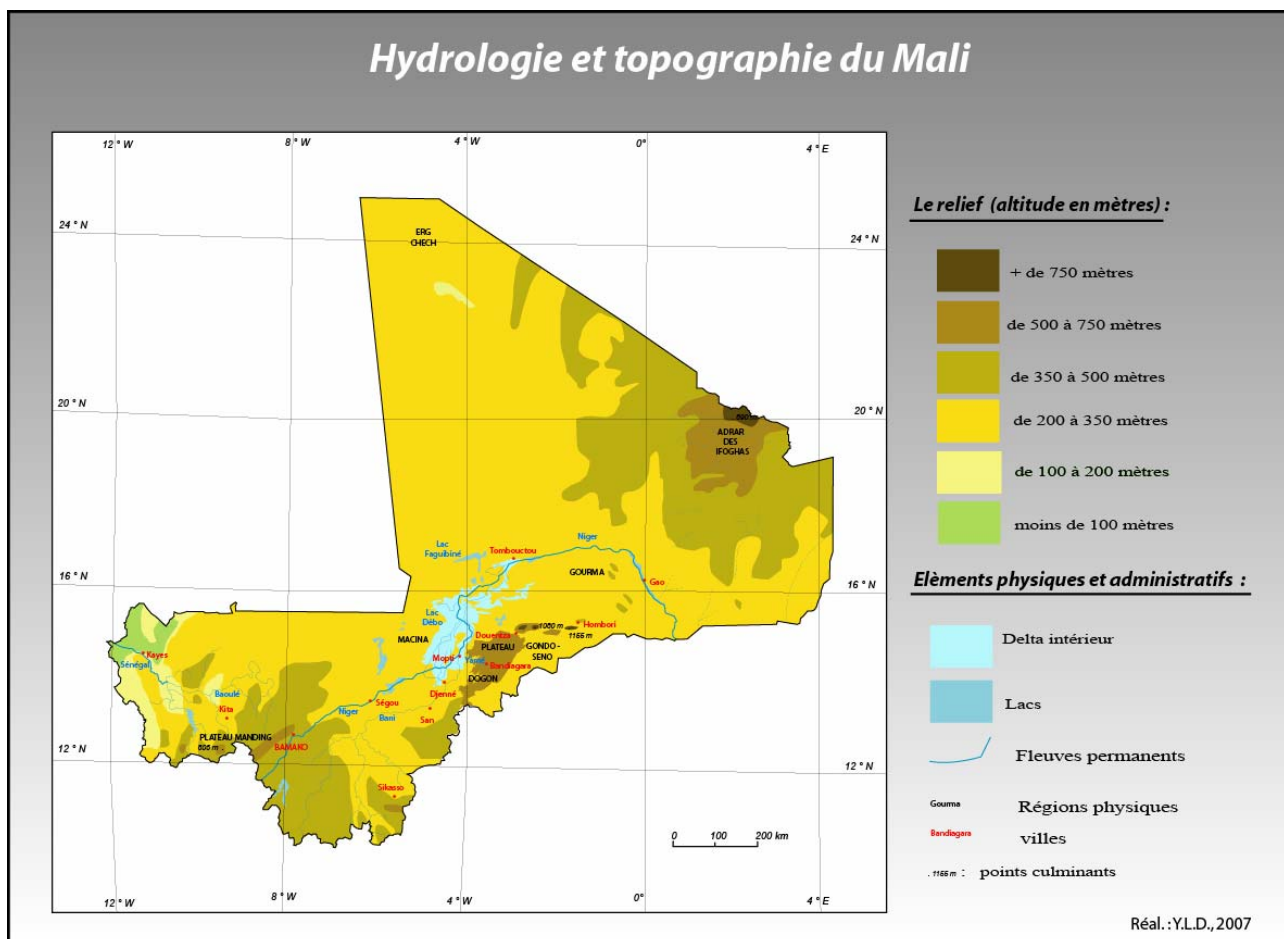 Hydrologie et topographie du Mali
12 ° W
8 ° W
4 ° W
0°
4 ° E
24 ° N
24 ° N
ERG
CHECH
20 ° N
20 ° N
ADRAR
DES
IFOGHAS
Lac
Faguibiné
Tombouctou
Niger
GOURMA
Gao
16 ° N
16 ° N
Lac
Débo
MACINA
Douentza
1080 m
1155 m
Hombori
PLATEAU
GONDO -
SENO
Mopti
Bandiagara
DOGON
Djenné
Kayes
Sénégal
Baoulé
Kita
Ségou
Niger
Bani
San
PLATEAU MANDING
BAMAKO
12 ° N
12 ° N
Sikasso
0 100 200 km
12 ° W
8 ° W
4 ° W
0°
4 ° E
Le relief (altitude en mètres) :
+ de 750 mètres
de 500 à 750 mètres
de 350 à 500 mètres
de 200 à 350 mètres
de 100 à 200 mètres
moins de 100 mètres
Elèments physiques et administratifs :
Delta intérieur
Lacs
Fleuves permanents
Gourma Régions physiques
Bandiagara villes
. 1155 m : points culminants
Réal. : Y.L.D., 2007